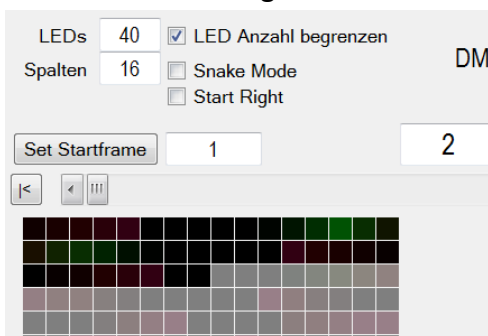 LEDs 40 LED Anzahl begrenzen
Spalten 16 Snake Mode
DM
Start Right
Set Startframe 1 2
|<